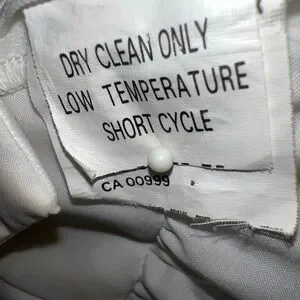 DRY CLEAN ONLY
LOW TEMPERATURE
SHORT CYCLE
CA 00999